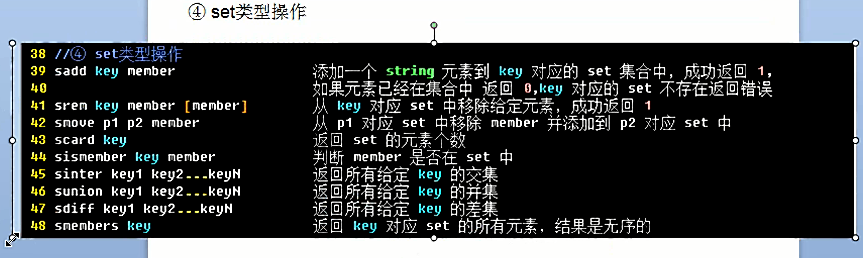 ④ set类型操作
38 //④ set类型操作
39 sadd key member 添加一个 string 元素到 key 对应的 set 集合中，成功返回 1,
40 如果元素已经在集合中 返回 0,key 对应的 set 不存在返回错误
41 srem key member [member] 从 key 对应 set 中移除给定元素，成功返回 1
42 smove p1 p2 member 从 p1 对应 set 中移除 member 并添加到 p2 对应 set 中
43 scard key 返回 set 的元素个数
44 sismember key member 判断 member 是否在 set 中
45 sinter key1 key2...keyN 返回所有给定 key 的交集
46 sunion key1 key2...keyN 返回所有给定 key 的并集
47 sdiff key1 key2...keyN 返回所有给定 key 的差集
48 smembers key 返回 key 对应 set 的所有元素，结果是无序的